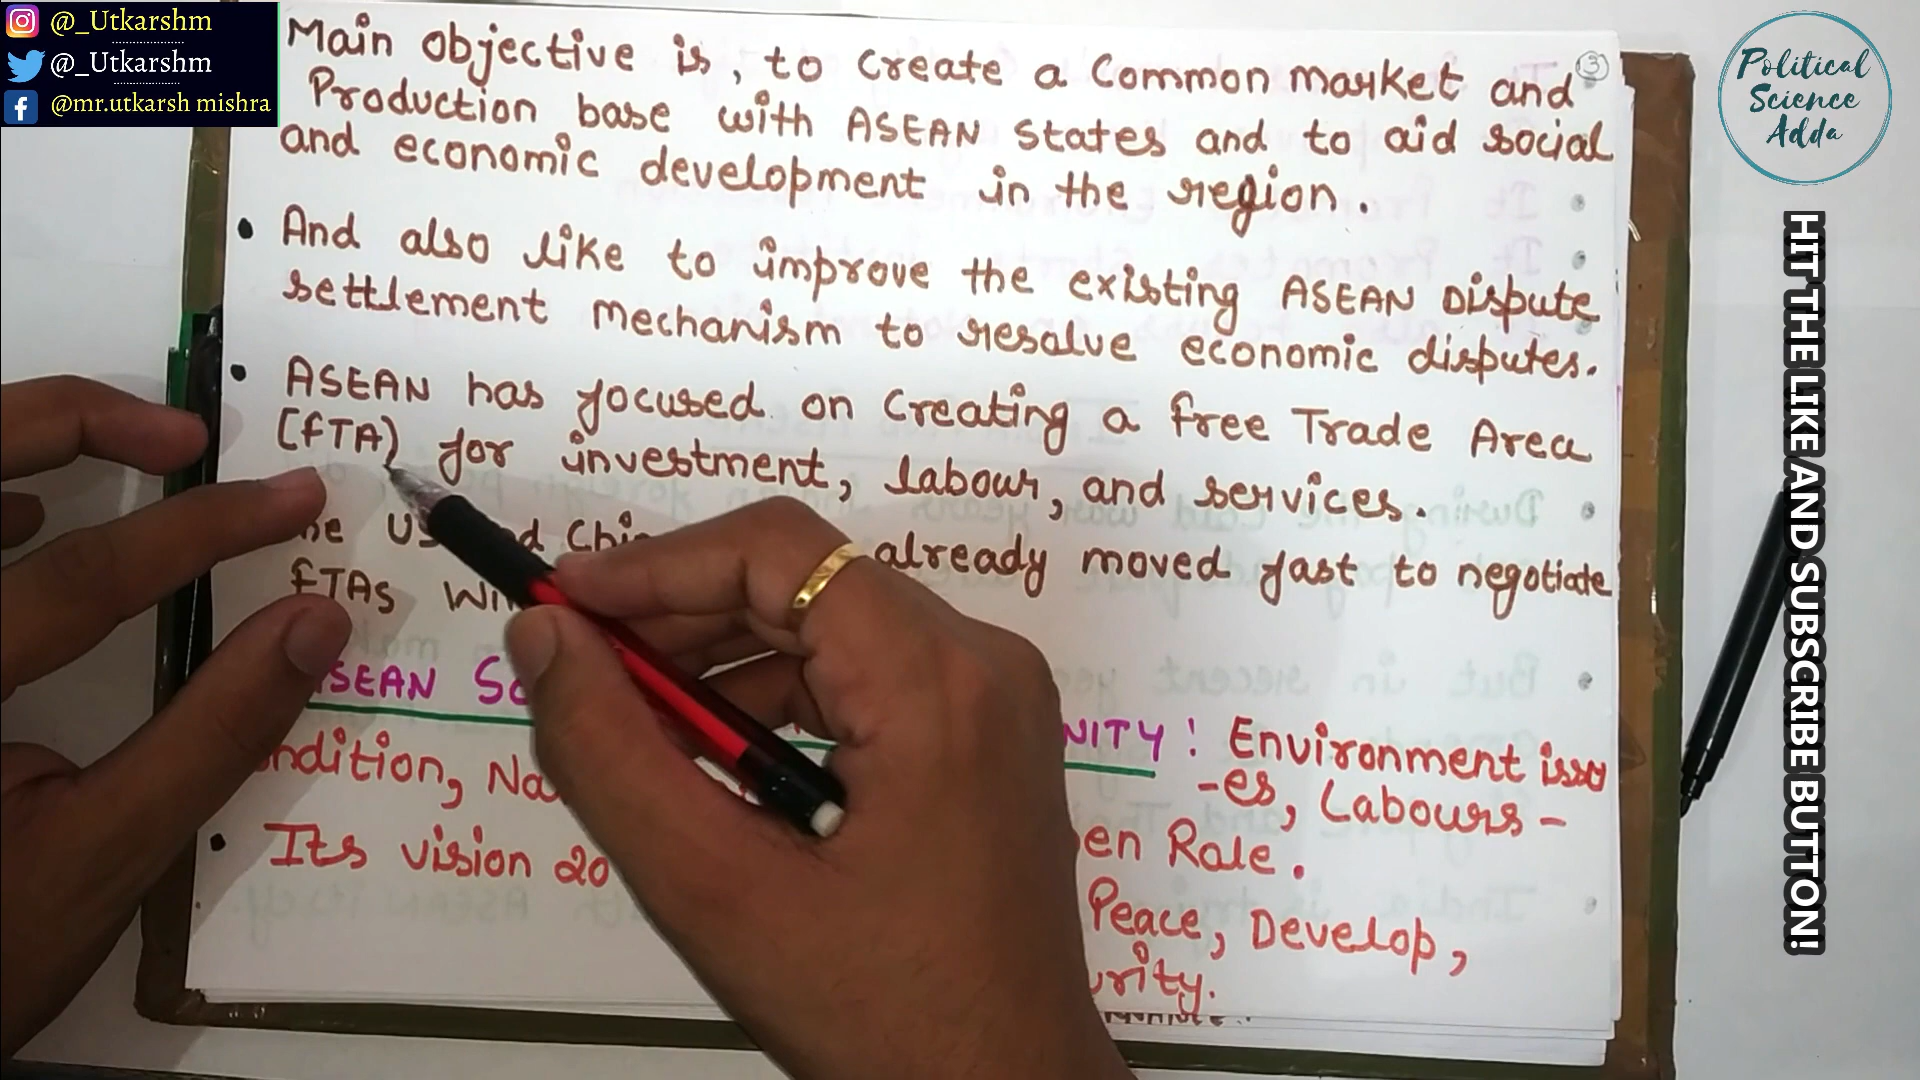 @_Utkarshm
@_Utkarshm
@mr.utkarsh mishra
Political
Science
Adda
HIT THE LIKE AND SUBSCRIBE BUTTON!
3
Main objective is, to create a common market and
Production base with ASEAN States and to aid social
and economic development in the region.
• And also like to improve the existing ASEAN Dispute
settlement mechanism to resolve economic disputes.
• ASEAN has focused on creating a free Trade Area
(fTA) for investment, labour, and services.
US already moved fast to negotiate
fTAs
ASEAN : Environment issu
-es, Labours-
Role.
• Its vision 20 Peace, Develop,